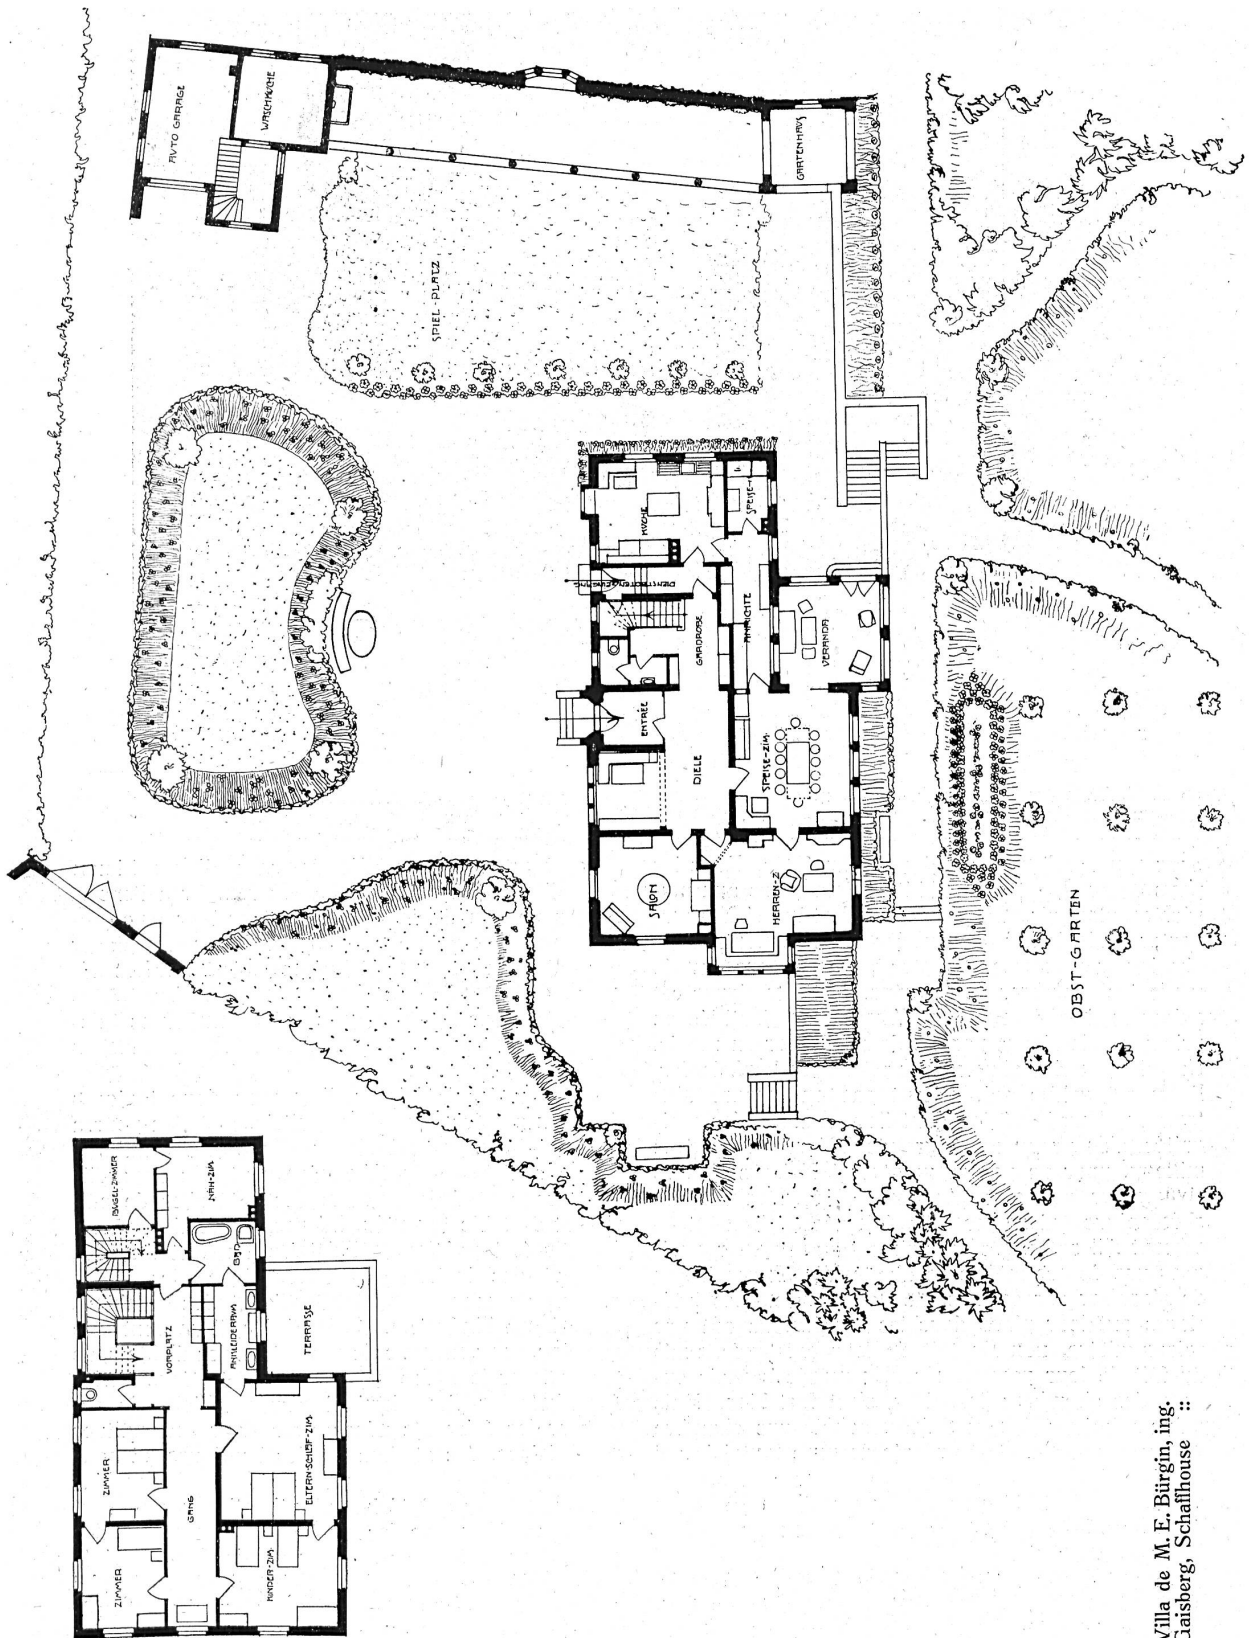 AUTO GARAGE
WASCHKÜCHE
GARTENHAUS
SPIEL-PLATZ
KÜCHE
SPEISE-K
DIENSTBOTENEINGANG
GARDROBE
ANRICHTE
VERANDA
ENTRÉE
DIELE
SPEISE-ZIM.
SALON
HERREN-Z
OBST-GARTEN
BÜGEL-ZIMMER
NÄH-ZIM
BAD
VORPLATZ
ANKLEIDERAUM
TERRASSE
ZIMMER
GANG
ELTERN-SCHLAF-ZIM.
ZIMMER
KINDER-ZIM
Villa de M. E. Bürgin, ing.
Gaisberg, Schaffhouse ::